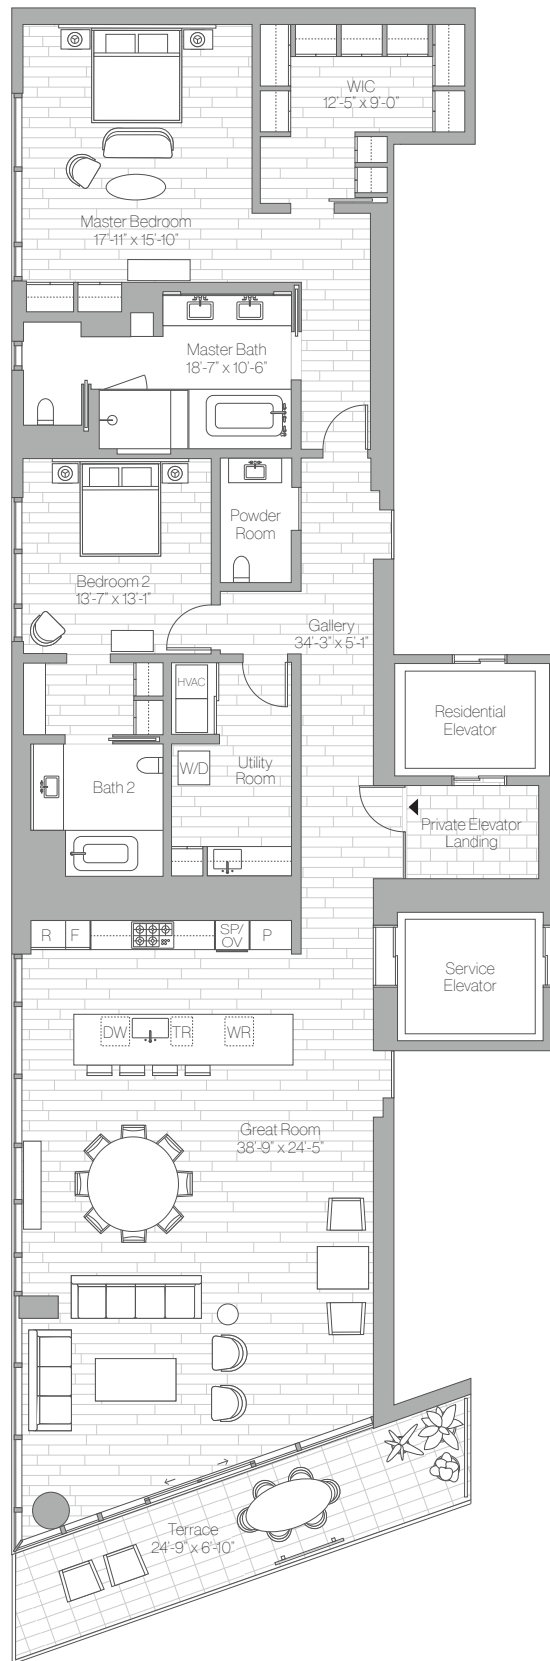 WIC
12'-5" x 9'-0"
Master Bedroom
17'-11" x 15'-10"
Master Bath
18'-7" x 10'-6"
Powder
Room
Bedroom 2
13'-7" x 13'-1"
Gallery
34'-3" x 5'-1"
HVAC
Residential
Elevator
W/D
Utility
Room
Bath 2
Private Elevator
Landing
R
F
SP/
OV
P
Service
Elevator
DW
TR
WR
Great Room
38'-9" x 24'-5"
Terrace
24'-9" x 6'-10"